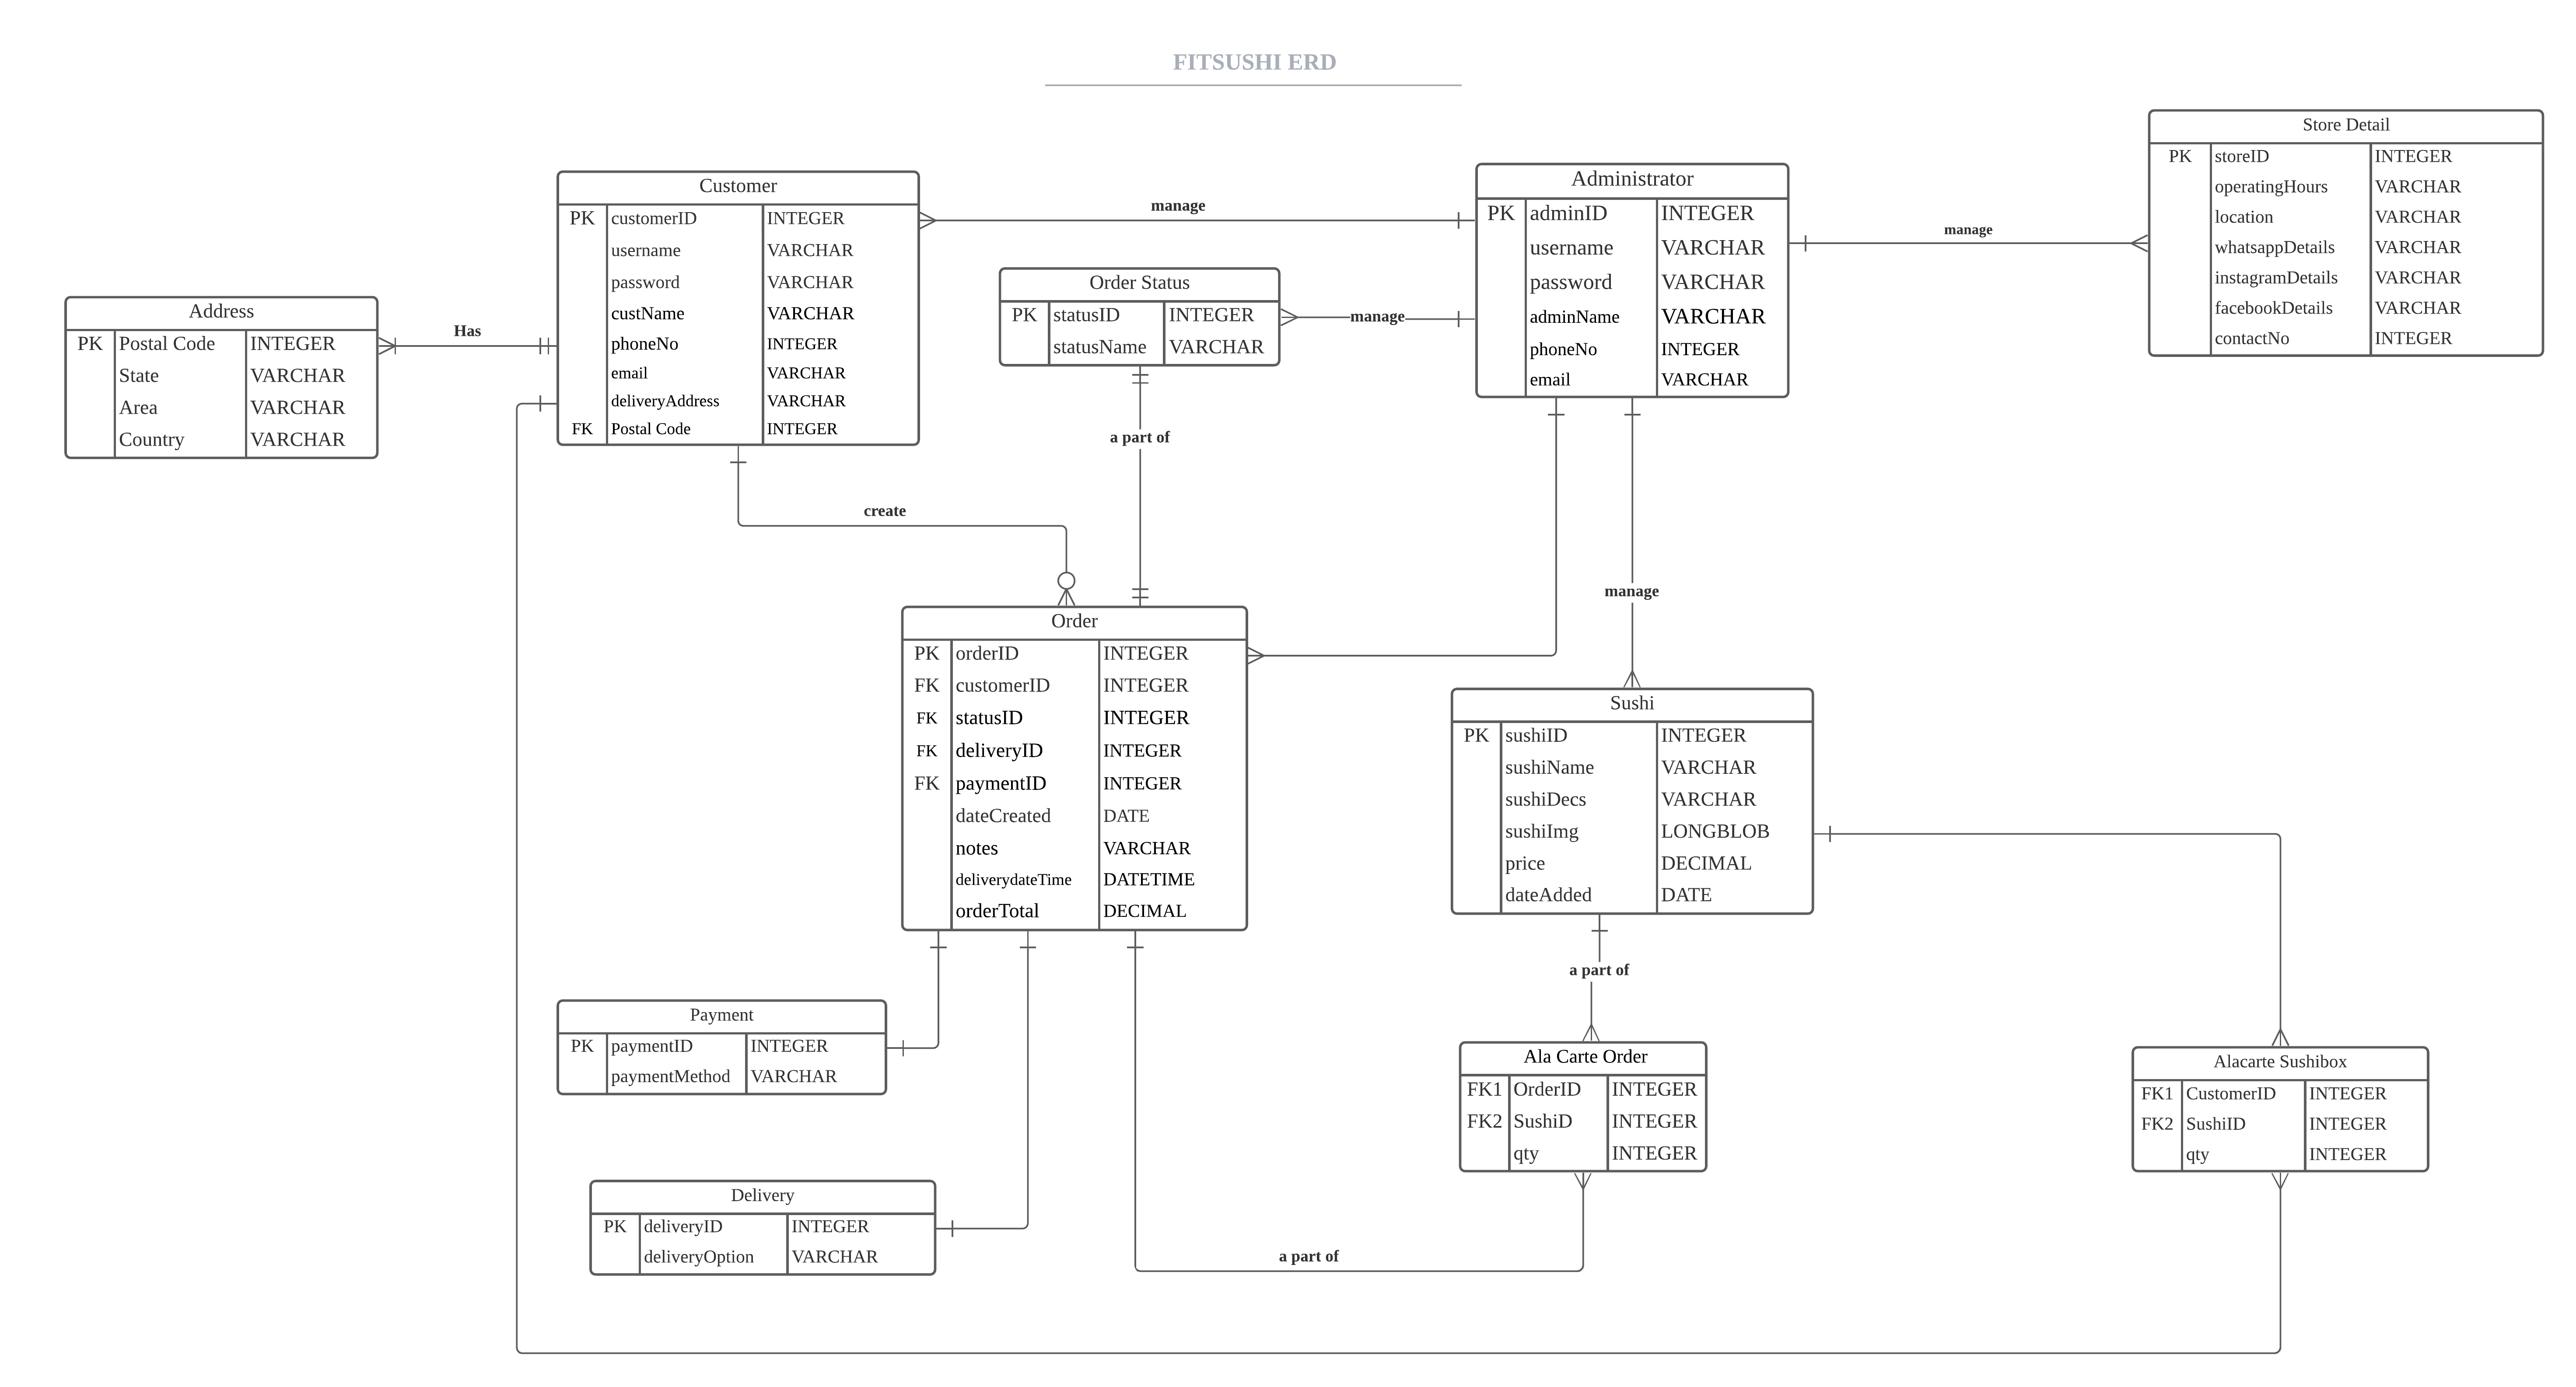 FITSUSHI ERD
Store Detail
PK storeID INTEGER
operatingHours VARCHAR
location VARCHAR
whatsappDetails VARCHAR
instagramDetails VARCHAR
facebookDetails VARCHAR
contactNo INTEGER
Customer
PK customerID INTEGER
username VARCHAR
password VARCHAR
custName VARCHAR
phoneNo INTEGER
email VARCHAR
deliveryAddress VARCHAR
FK Postal Code INTEGER
manage
Administrator
PK adminID INTEGER
username VARCHAR
password VARCHAR
adminName VARCHAR
phoneNo INTEGER
email VARCHAR
manage
Order Status
PK statusID INTEGER
statusName VARCHAR
manage
Address
PK Postal Code INTEGER
State VARCHAR
Area VARCHAR
Country VARCHAR
Has
a part of
create
manage
Order
PK orderID INTEGER
FK customerID INTEGER
FK statusID INTEGER
FK deliveryID INTEGER
FK paymentID INTEGER
dateCreated DATE
notes VARCHAR
deliverydateTime DATETIME
orderTotal DECIMAL
Sushi
PK sushiID INTEGER
sushiName VARCHAR
sushiDecs VARCHAR
sushiImg LONGBLOB
price DECIMAL
dateAdded DATE
a part of
Payment
PK paymentID INTEGER
paymentMethod VARCHAR
Ala Carte Order
FK1 OrderID INTEGER
FK2 SushiD INTEGER
qty INTEGER
Alacarte Sushibox
FK1 CustomerID INTEGER
FK2 SushiID INTEGER
qty INTEGER
Delivery
PK deliveryID INTEGER
deliveryOption VARCHAR
a part of